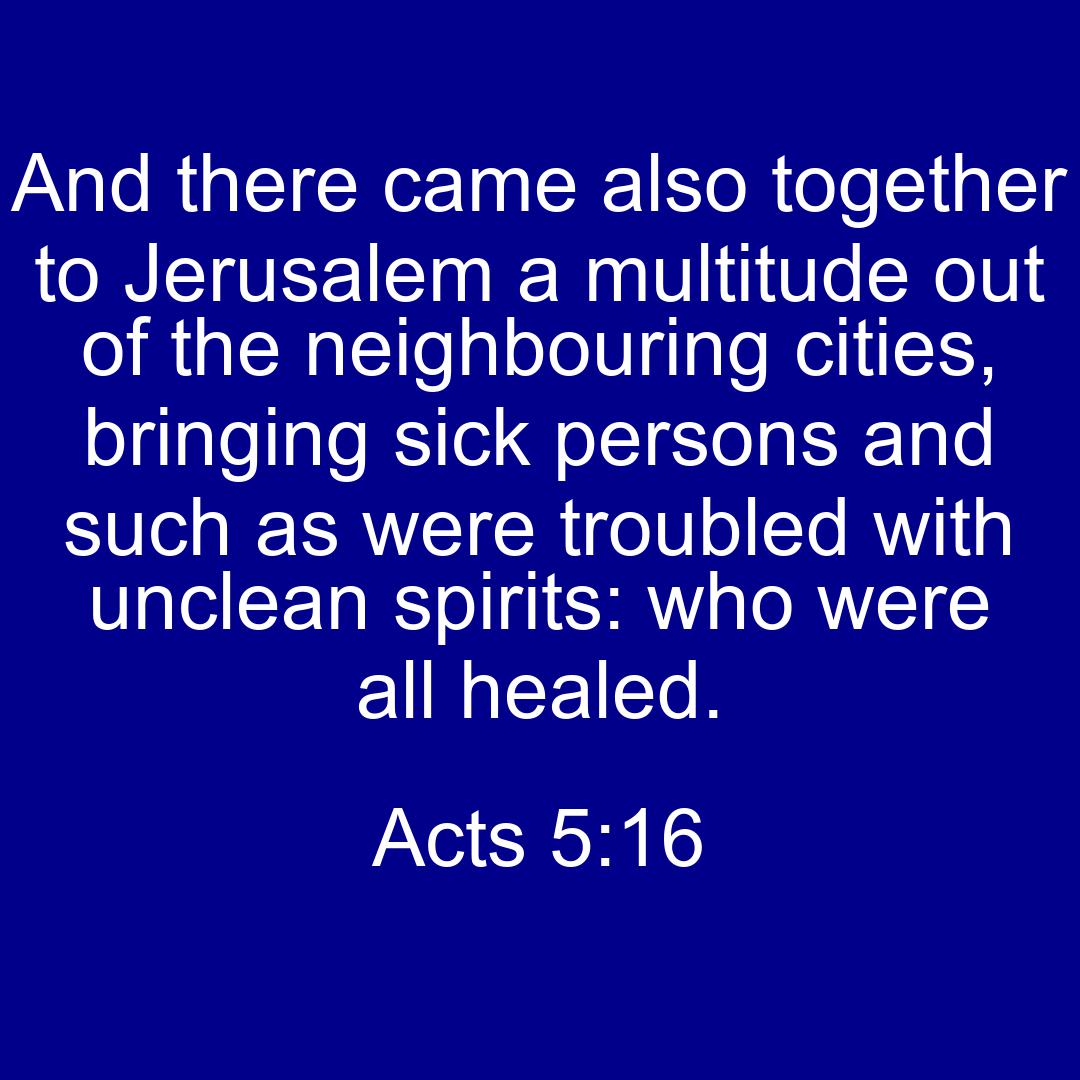 And there came also together
to Jerusalem a multitude out
of the neighbouring cities,
bringing sick persons and
such as were troubled with
unclean spirits: who were
all healed.
Acts 5:16